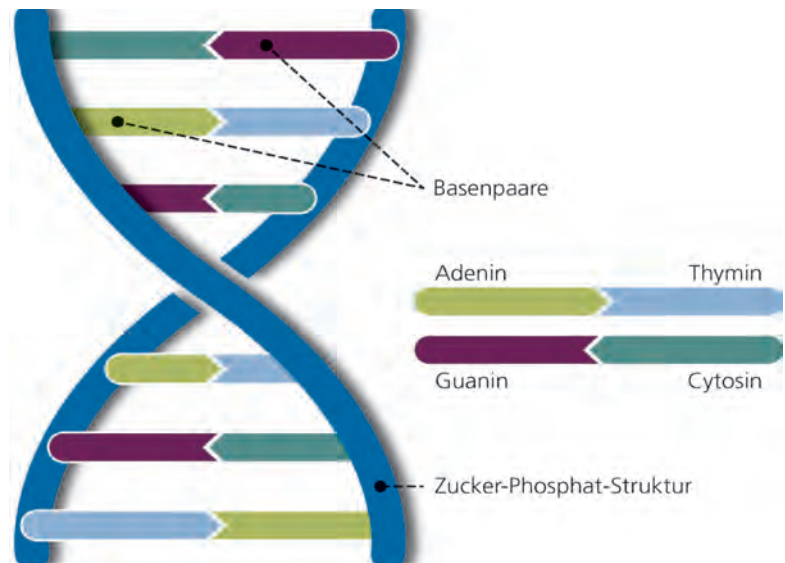 Basenpaare
Adenin Thymin
Guanin Cytosin
Zucker-Phosphat-Struktur